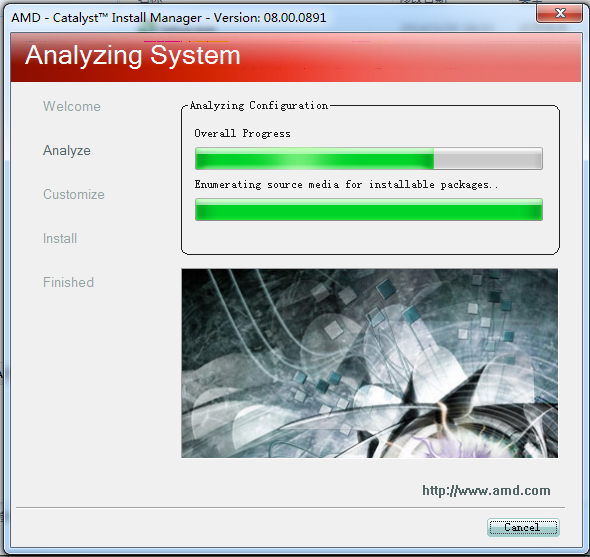 AMD - Catalyst™ Install Manager - Version: 08.00.0891
Analyzing System
Welcome
Analyze
Customize
Install
Finished
Analyzing Configuration
Overall Progress
Enumerating source media for installable packages..
http://www.amd.com
Cancel